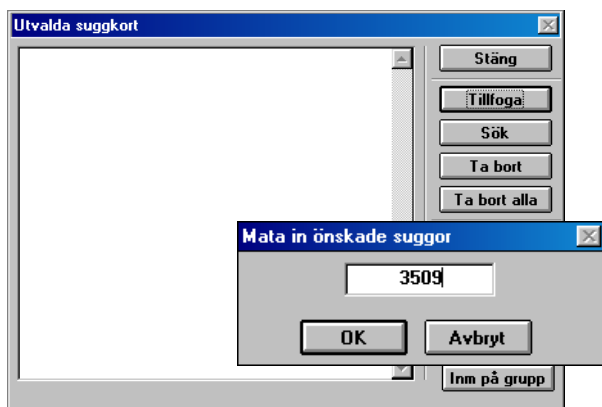 Utvalda suggkort
Stäng
Tillfoga
Sök
Ta bort
Ta bort alla
Mata in önskade suggor
3509
OK
Avbryt
Inm på grupp